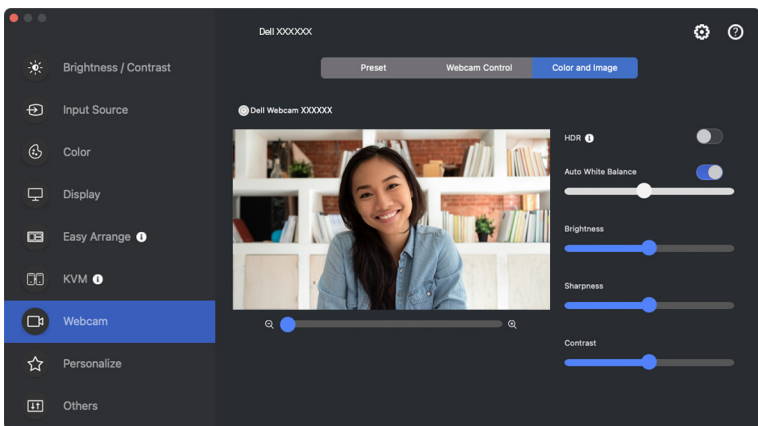 Dell XXXXXX
Brightness / Contrast
Input Source
Color
Display
Easy Arrange
KVM
Webcam
Personalize
Others
Preset
Webcam Control
Color and Image
Dell Webcam XXXXXX
HDR
Auto White Balance
Brightness
Sharpness
Contrast